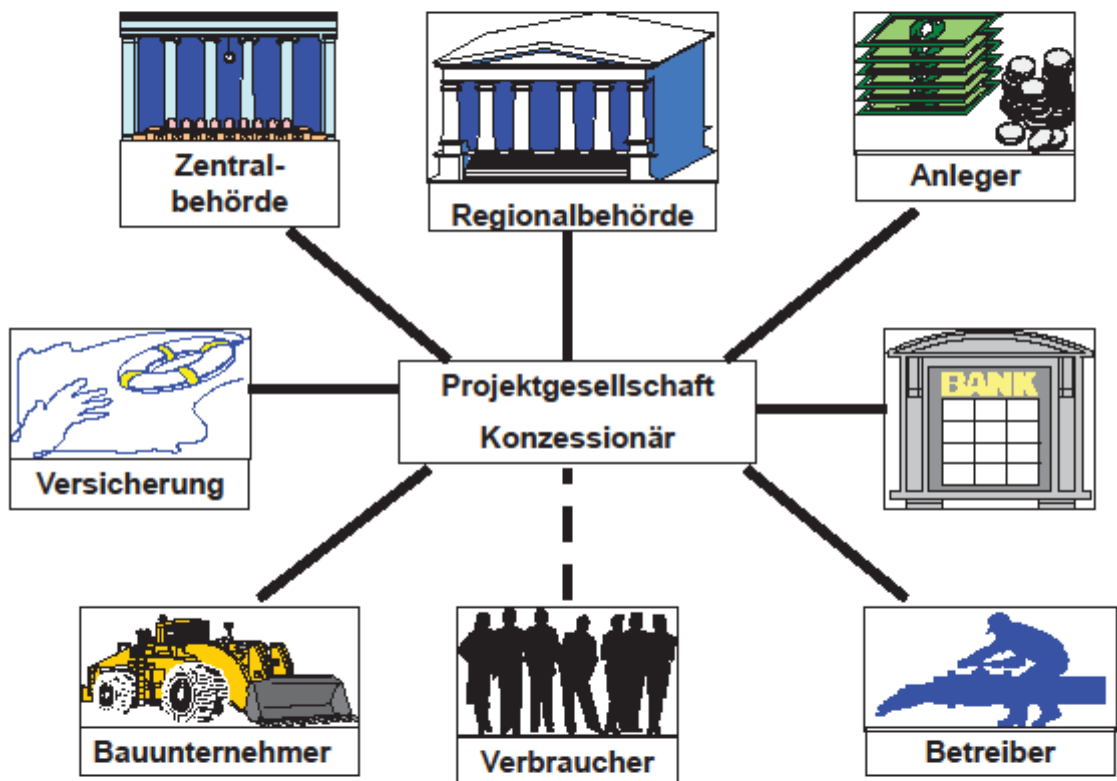 Zentral-
behörde
Regionalbehörde
Anleger
Projektgesellschaft
Konzessionär
Versicherung
BANK
Bauunternehmer
Verbraucher
Betreiber